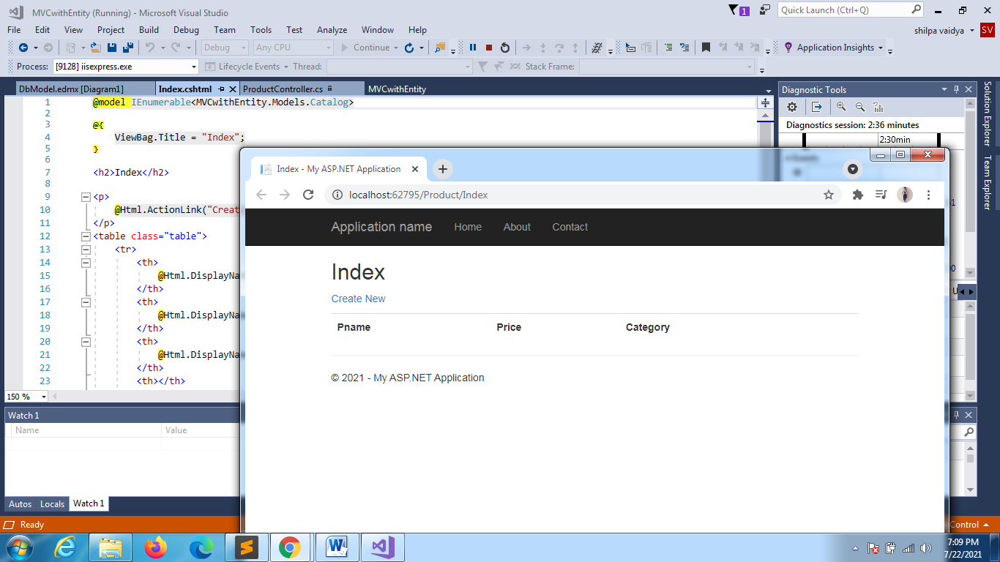 MVCwithEntity (Running) - Microsoft Visual Studio
1
Quick Launch (Ctrl+Q)
File Edit View Project Build Debug Team Tools Test Analyze Window Help
shilpa vaidya SV
Debug Any CPU Continue Application Insights
Process: [9128] iisexpress.exe Lifecycle Events Thread: Stack Frame:
DbModel.edmx [Diagram1] Index.cshtml ProductController.cs MVCwithEntity
1 @model IEnumerable<MVCwithEntity.Models.Catalog>
2
3 @{
4 ViewBag.Title = "Index";
5 }
6
7 <h2>Index</h2>
8
9 <p>
10 @Html.ActionLink("Creat
11 </p>
12 <table class="table">
13 <tr>
14 <th>
15 @Html.DisplayNa
16 </th>
17 <th>
18 @Html.DisplayNa
19 </th>
20 <th>
21 @Html.DisplayNa
22 </th>
23 <th></th>
150 %
Watch 1
Name Value
Autos Locals Watch 1
Ready
Diagnostic Tools
Diagnostics session: 2:36 minutes
2:30min
Solution Explorer
Team Explorer
Index - My ASP.NET Application
localhost:62795/Product/Index
Application name Home About Contact
Index
Create New
Pname Price Category
© 2021 - My ASP.NET Application
Control
7:09 PM
7/22/2021